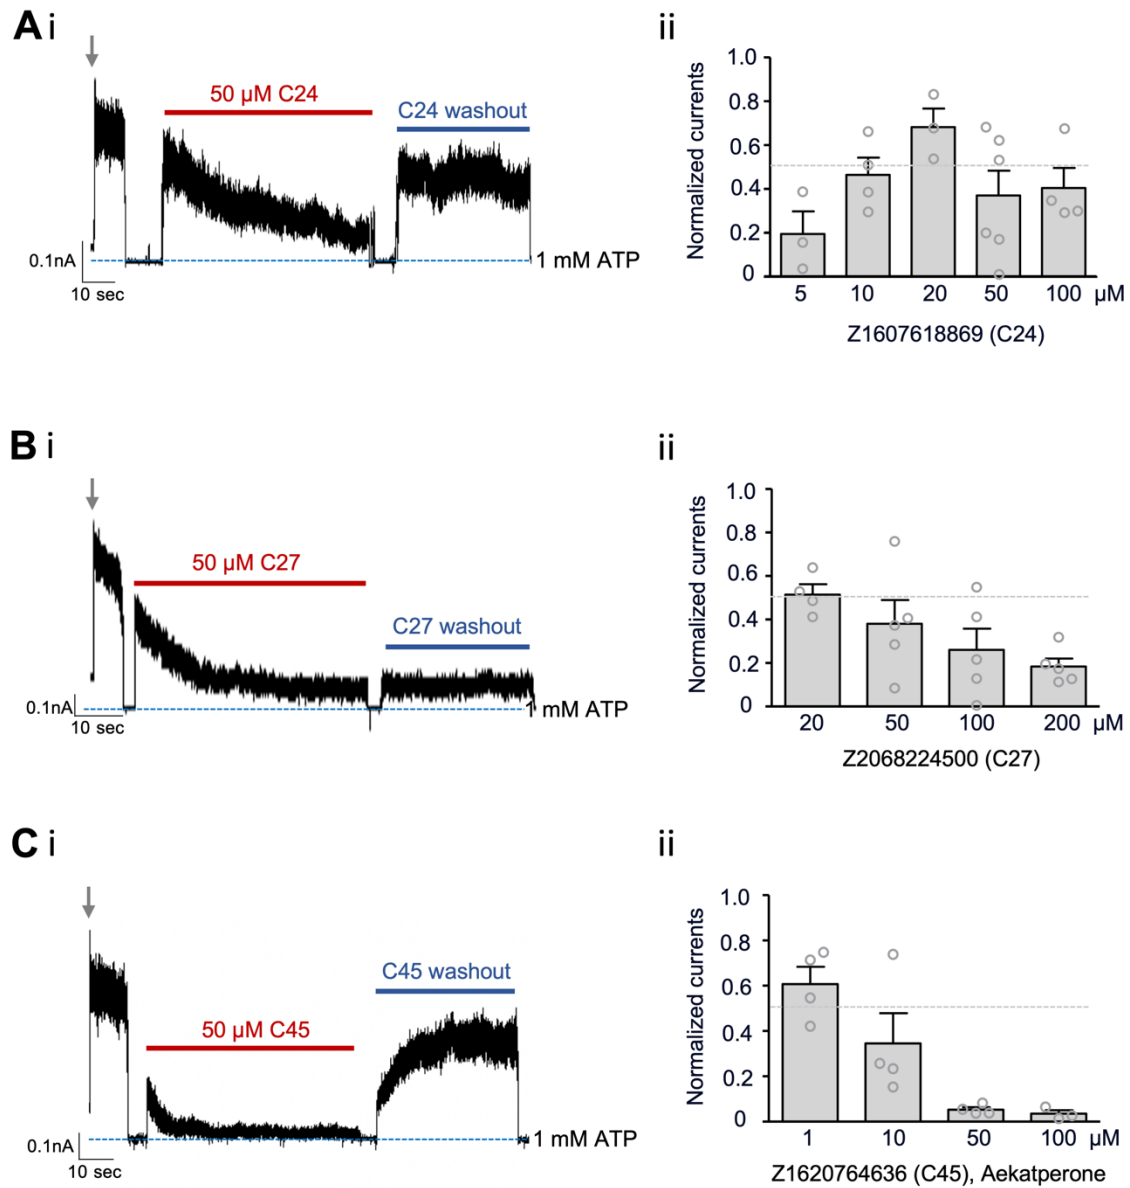 A i
50 µM C24
C24 washout
0.1nA
10 sec
1 mM ATP
ii
Normalized currents
1.0
0.8
0.6
0.4
0.2
0
5 10 20 50 100 µM
Z1607618869 (C24)
B i
50 µM C27
C27 washout
0.1nA
10 sec
1 mM ATP
ii
Normalized currents
1.0
0.8
0.6
0.4
0.2
0
20 50 100 200 µM
Z2068224500 (C27)
C i
50 µM C45
C45 washout
0.1nA
10 sec
1 mM ATP
ii
Normalized currents
1.0
0.8
0.6
0.4
0.2
0
1 10 50 100 µM
Z1620764636 (C45), Aekatperone